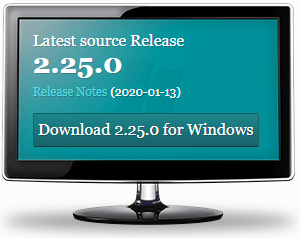 Latest source Release
2.25.0
Release Notes (2020-01-13)
Download 2.25.0 for Windows